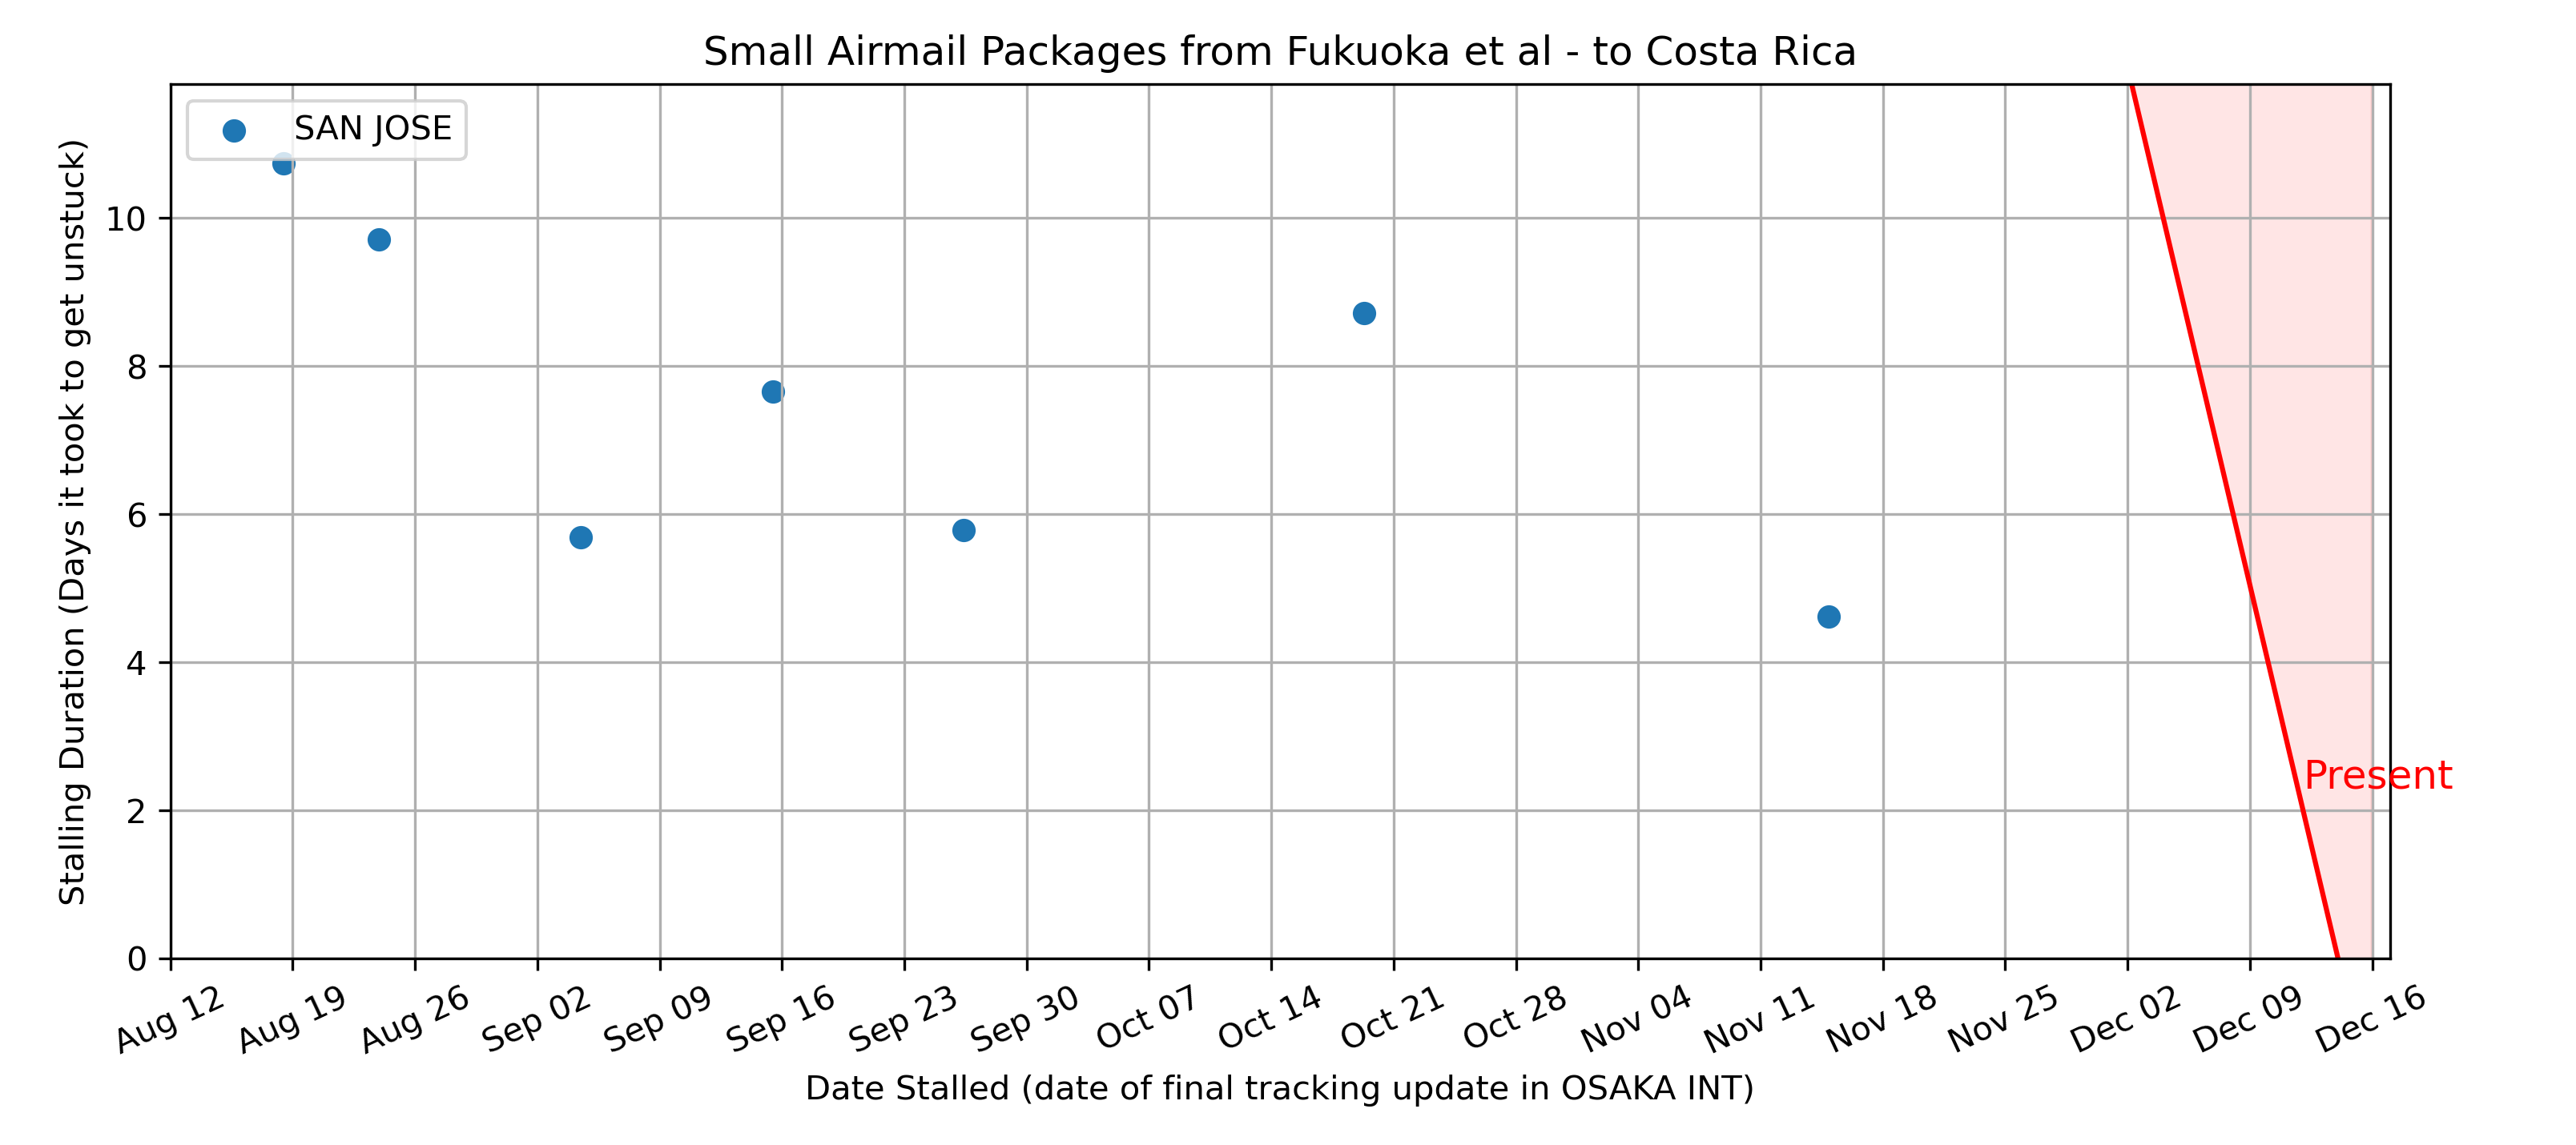 Small Airmail Packages from Fukuoka et al - to Costa Rica
SAN JOSE
Stalling Duration (Days it took to get unstuck)
10
8
6
4
2
0
Present
Aug 12
Aug 19
Aug 26
Sep 02
Sep 09
Sep 16
Sep 23
Sep 30
Oct 07
Oct 14
Oct 21
Oct 28
Nov 04
Nov 11
Nov 18
Nov 25
Dec 02
Dec 09
Dec 16
Date Stalled (date of final tracking update in OSAKA INT)